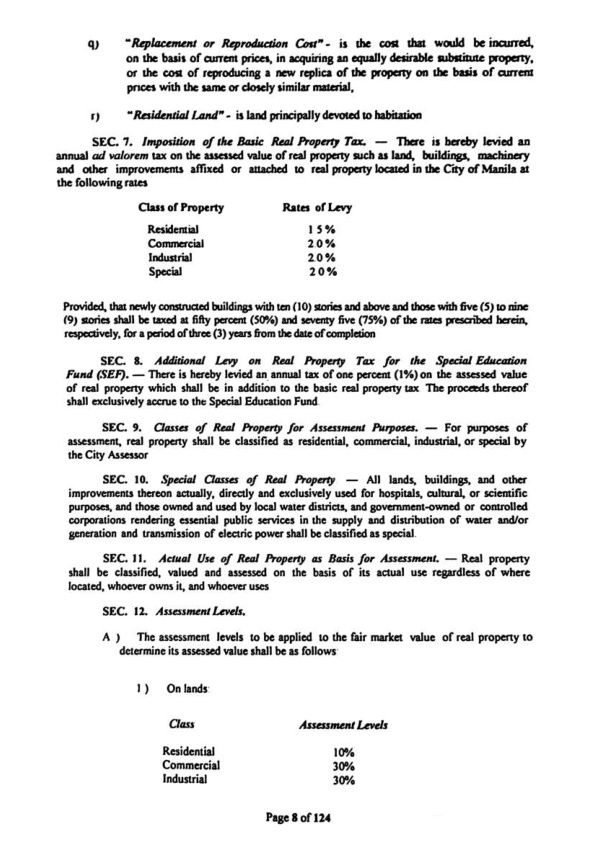 q) "Replacement or Reproduction Cost" - is the cost that would be incurred,
on the basis of current prices, in acquiring an equally desirable substitute property,
or the cost of reproducing a new replica of the property on the basis of current
prices with the same or closely similar material,
r) "Residential Land" - is land principally devoted to habitation
SEC. 7. Imposition of the Basic Real Property Tax. — There is hereby levied an
annual ad valorem tax on the assessed value of real property such as land, buildings, machinery
and other improvements affixed or attached to real property located in the City of Manila at
the following rates
Class of Property Rates of Levy
Residential 1 5 %
Commercial 2 0 %
Industrial 2 0 %
Special 2 0 %
Provided, that newly constructed buildings with ten (10) stories and above and those with five (5) to nine
(9) stories shall be taxed at fifty percent (50%) and seventy five (75%) of the rates prescribed herein,
respectively, for a period of three (3) years from the date of completion
SEC. 8. Additional Levy on Real Property Tax for the Special Education
Fund (SEF). — There is hereby levied an annual tax of one percent (1%) on the assessed value
of real property which shall be in addition to the basic real property tax The proceeds thereof
shall exclusively accrue to the Special Education Fund.
SEC. 9. Classes of Real Property for Assessment Purposes. — For purposes of
assessment, real property shall be classified as residential, commercial, industrial, or special by
the City Assessor
SEC. 10. Special Classes of Real Property — All lands, buildings, and other
improvements thereon actually, directly and exclusively used for hospitals, cultural, or scientific
purposes, and those owned and used by local water districts, and government-owned or controlled
corporations rendering essential public services in the supply and distribution of water and/or
generation and transmission of electric power shall be classified as special.
SEC. 11. Actual Use of Real Property as Basis for Assessment. — Real property
shall be classified, valued and assessed on the basis of its actual use regardless of where
located, whoever owns it, and whoever uses
SEC. 12. Assessment Levels.
A ) The assessment levels to be applied to the fair market value of real property to
determine its assessed value shall be as follows:
1 ) On lands:
Class Assessment Levels
Residential 10%
Commercial 30%
Industrial 30%
Page 8 of 124